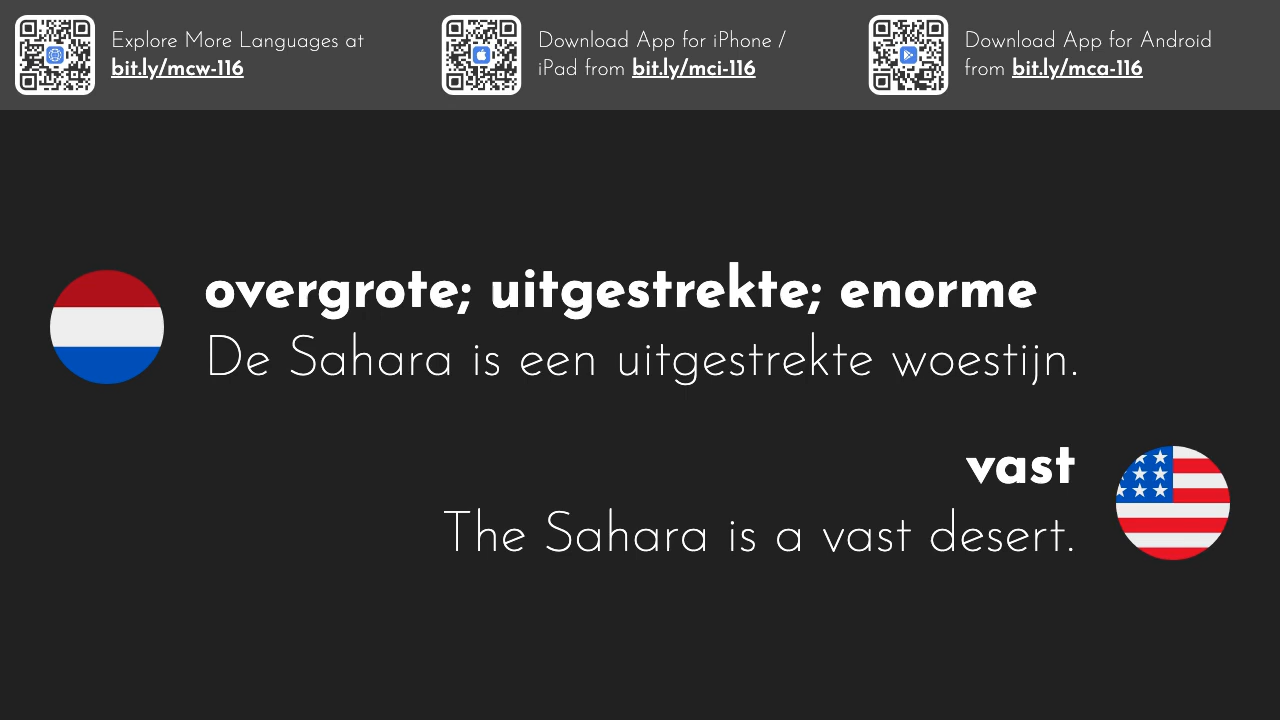 Explore More Languages at
bit.ly/mcw-116
Download App for iPhone /
iPad from bit.ly/mci-116
Download App for Android
from bit.ly/mca-116
overgrote; uitgestrekte; enorme
De Sahara is een uitgestrekte woestijn.
vast
The Sahara is a vast desert.